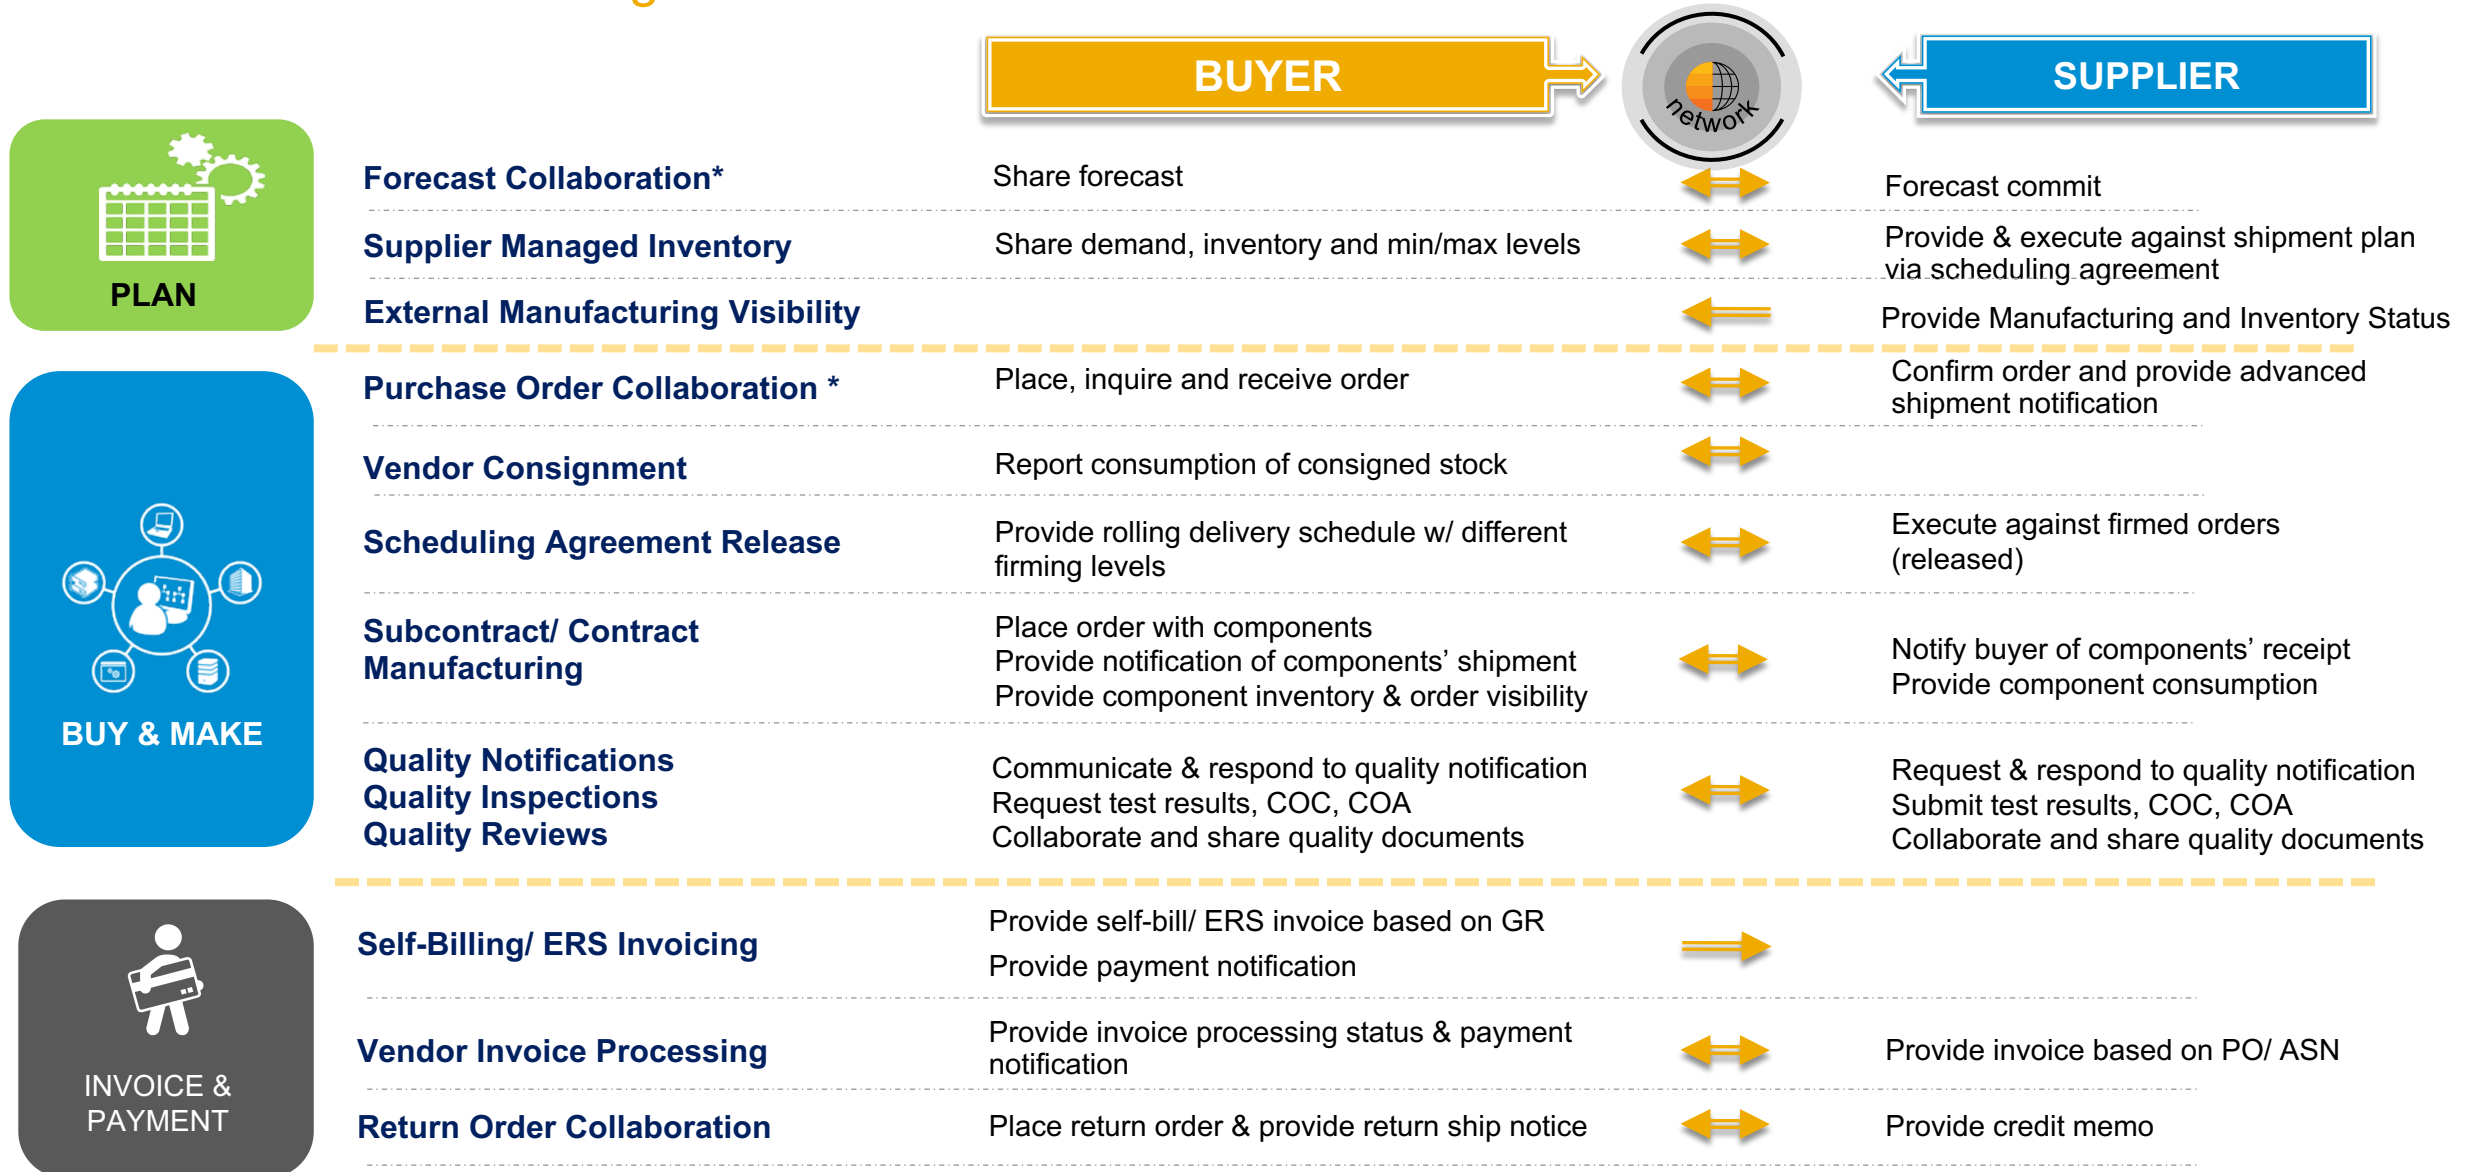 BUYER
SUPPLIER
network
PLAN
Forecast Collaboration*
Share forecast
Forecast commit
Supplier Managed Inventory
Share demand, inventory and min/max levels
Provide & execute against shipment plan
via scheduling agreement
External Manufacturing Visibility
Provide Manufacturing and Inventory Status
BUY & MAKE
Purchase Order Collaboration *
Place, inquire and receive order
Confirm order and provide advanced
shipment notification
Vendor Consignment
Report consumption of consigned stock
Scheduling Agreement Release
Provide rolling delivery schedule w/ different
firming levels
Execute against firmed orders
(released)
Subcontract/ Contract
Manufacturing
Place order with components
Provide notification of components’ shipment
Provide component inventory & order visibility
Notify buyer of components’ receipt
Provide component consumption
Quality Notifications
Quality Inspections
Quality Reviews
Communicate & respond to quality notification
Request test results, COC, COA
Collaborate and share quality documents
Request & respond to quality notification
Submit test results, COC, COA
Collaborate and share quality documents
INVOICE &
PAYMENT
Self-Billing/ ERS Invoicing
Provide self-bill/ ERS invoice based on GR
Provide payment notification
Vendor Invoice Processing
Provide invoice processing status & payment
notification
Provide invoice based on PO/ ASN
Return Order Collaboration
Place return order & provide return ship notice
Provide credit memo